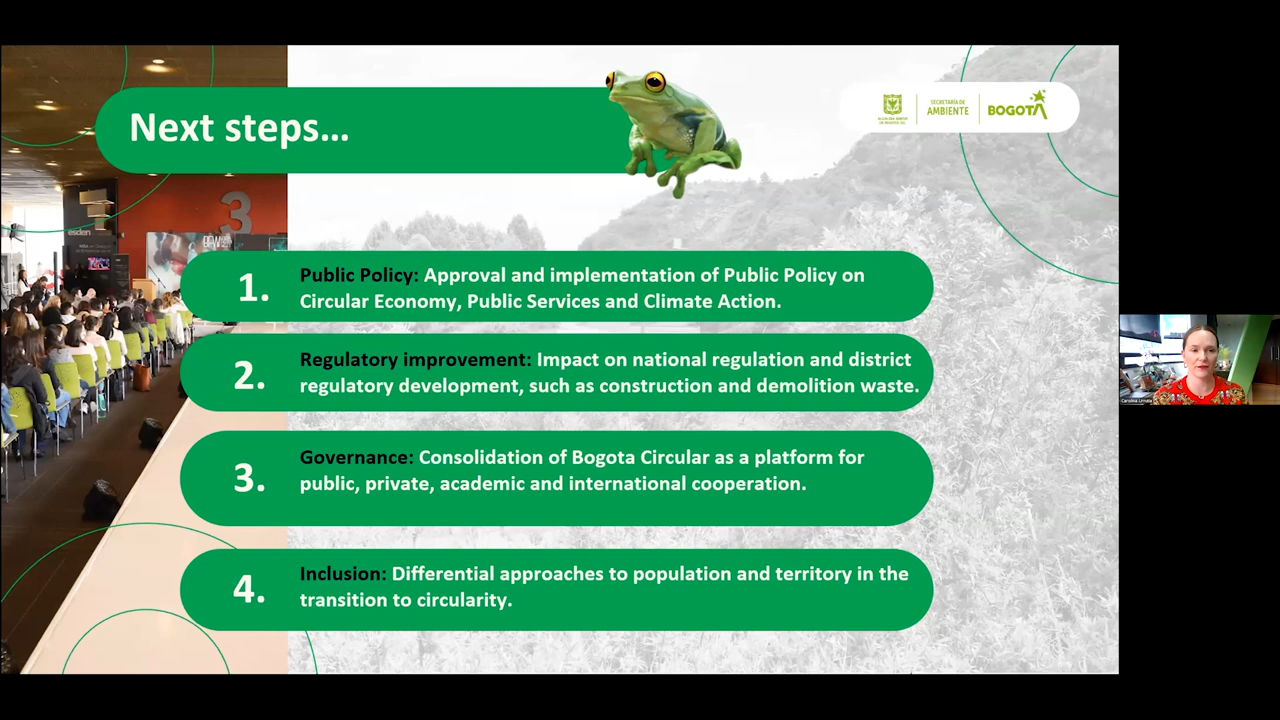 Next steps...
SECRETARÍA DE
AMBIENTE
BOGOTÁ
3
esden
1.
Public Policy: Approval and implementation of Public Policy on
Circular Economy, Public Services and Climate Action.
2.
Regulatory improvement: Impact on national regulation and district
regulatory development, such as construction and demolition waste.
3.
Governance: Consolidation of Bogota Circular as a platform for
public, private, academic and international cooperation.
4.
Inclusion: Differential approaches to population and territory in the
transition to circularity.